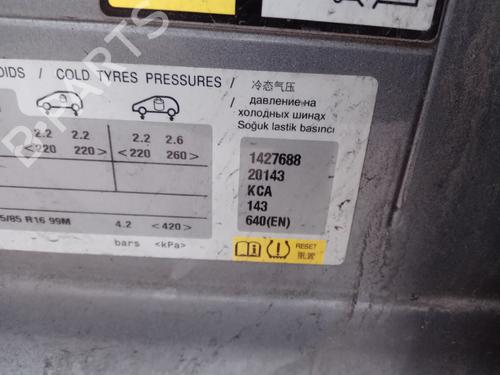 B-PARTS
OIDS / COLD TYRES PRESSURES / 冷态气压
/ давление на
холодных шинах
Soğuk lastik basıncı
2.2 2.2 2.2 2.6
<220 220> <220 260>
1427688
20143
KCA
143
640(EN)
5/85 R16 99M 4.2 <420>
bars <kPa>
RESET